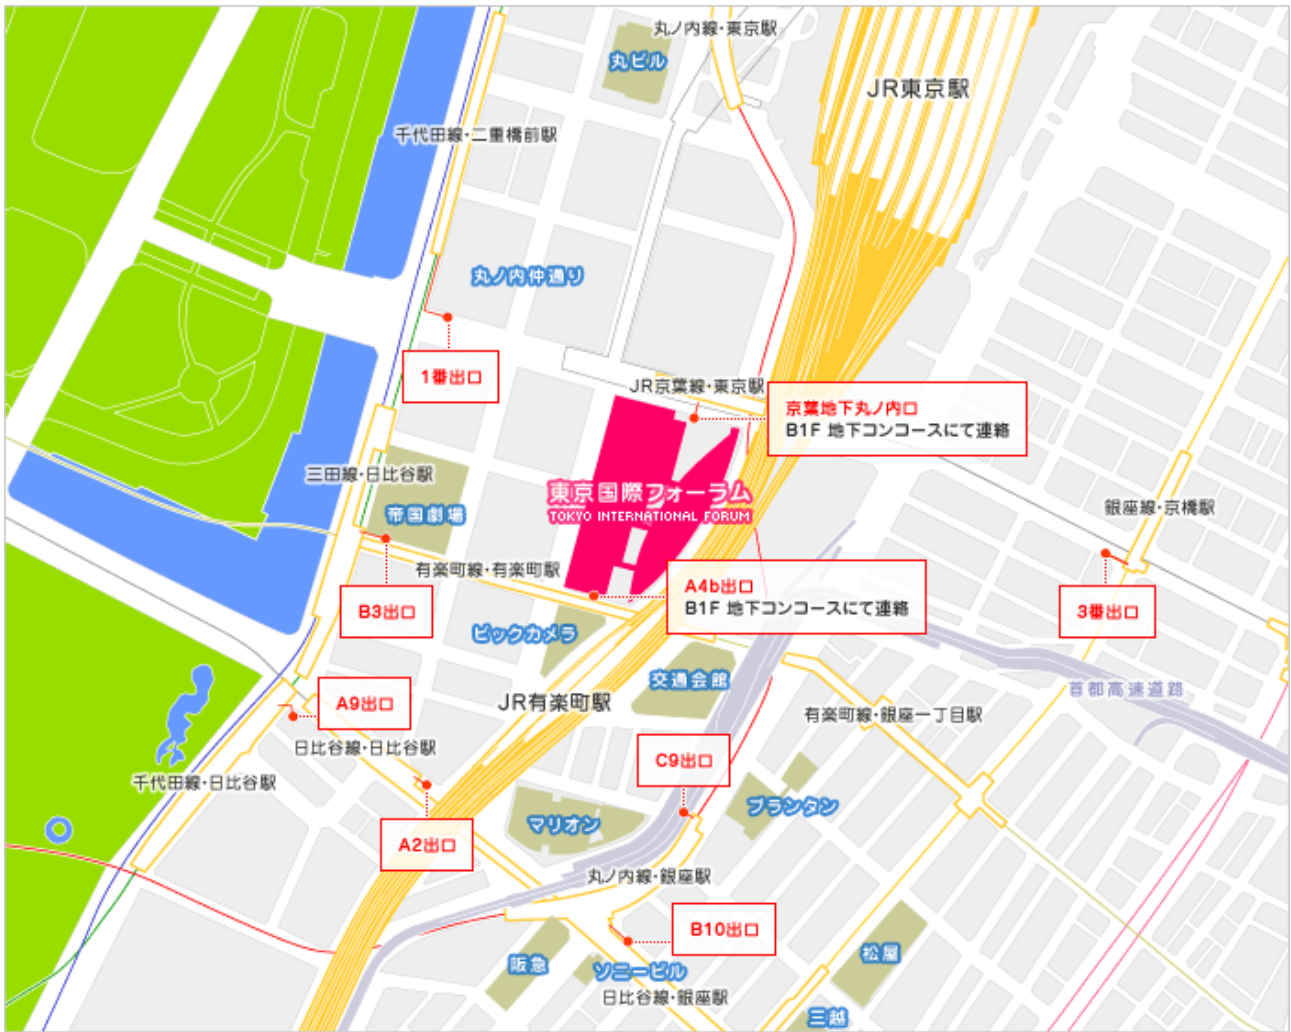 丸ノ内線・東京駅
丸ビル
JR東京駅
千代田線・二重橋前駅
丸ノ内仲通り
1番出口
JR京葉線・東京駅
京葉地下丸ノ内口
B1F 地下コンコースにて連絡
三田線・日比谷駅
帝国劇場
東京国際フォーラム
TOKYO INTERNATIONAL FORUM
銀座線・京橋駅
有楽町線・有楽町駅
A4b出口
B1F 地下コンコースにて連絡
B3出口
3番出口
ビックカメラ
交通会館
首都高速道路
A9出口
JR有楽町駅
有楽町線・銀座一丁目駅
日比谷線・日比谷駅
C9出口
千代田線・日比谷駅
プランタン
マリオン
A2出口
丸ノ内線・銀座駅
B10出口
松屋
阪急
ソニービル
日比谷線・銀座駅
三越